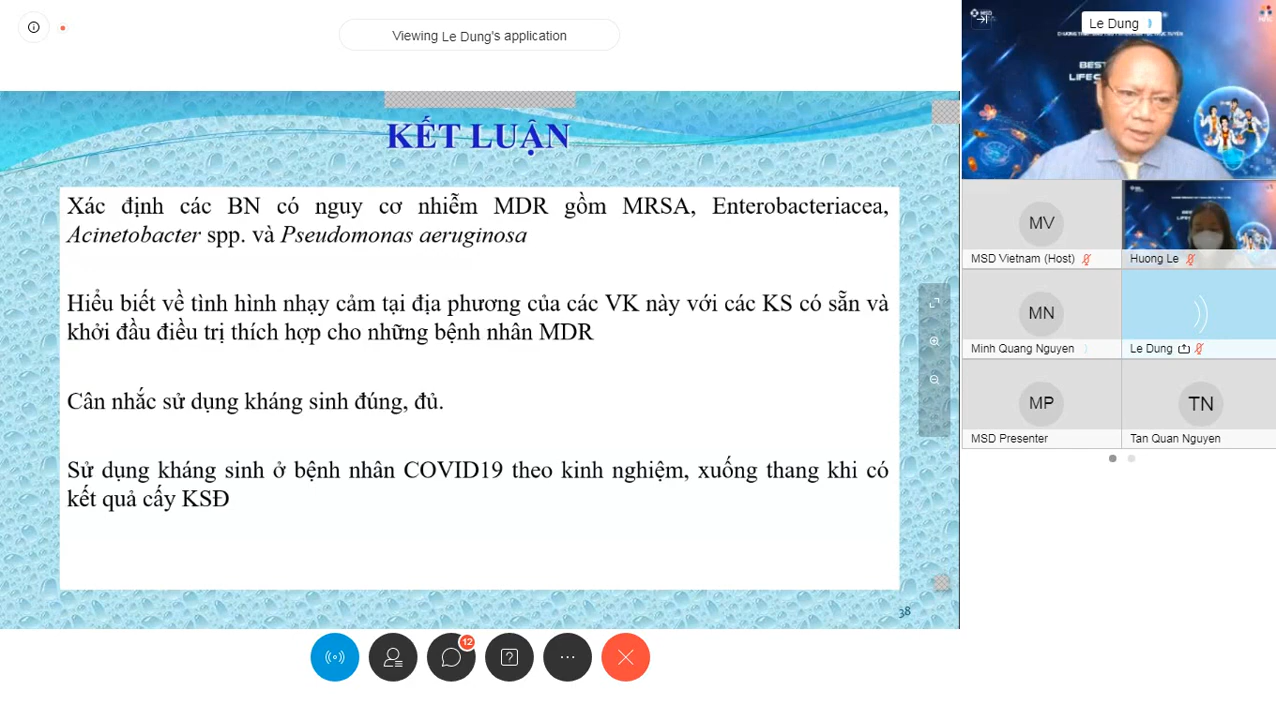 Viewing Le Dung's application
KẾT LUẬN
Xác định các BN có nguy cơ nhiễm MDR gồm MRSA, Enterobacteriacea,
Acinetobacter spp. và Pseudomonas aeruginosa
Hiểu biết về tình hình nhạy cảm tại địa phương của các VK này với các KS có sẵn và
khởi đầu điều trị thích hợp cho những bệnh nhân MDR
Cân nhắc sử dụng kháng sinh đúng, đủ.
Sử dụng kháng sinh ở bệnh nhân COVID19 theo kinh nghiệm, xuống thang khi có
kết quả cấy KSĐ
38
12
MSD
Le Dung
BEST
LIFEC
MV
MSD Vietnam (Host)
Huong Le
MN
Minh Quang Nguyen
Le Dung
MP
MSD Presenter
TN
Tan Quan Nguyen